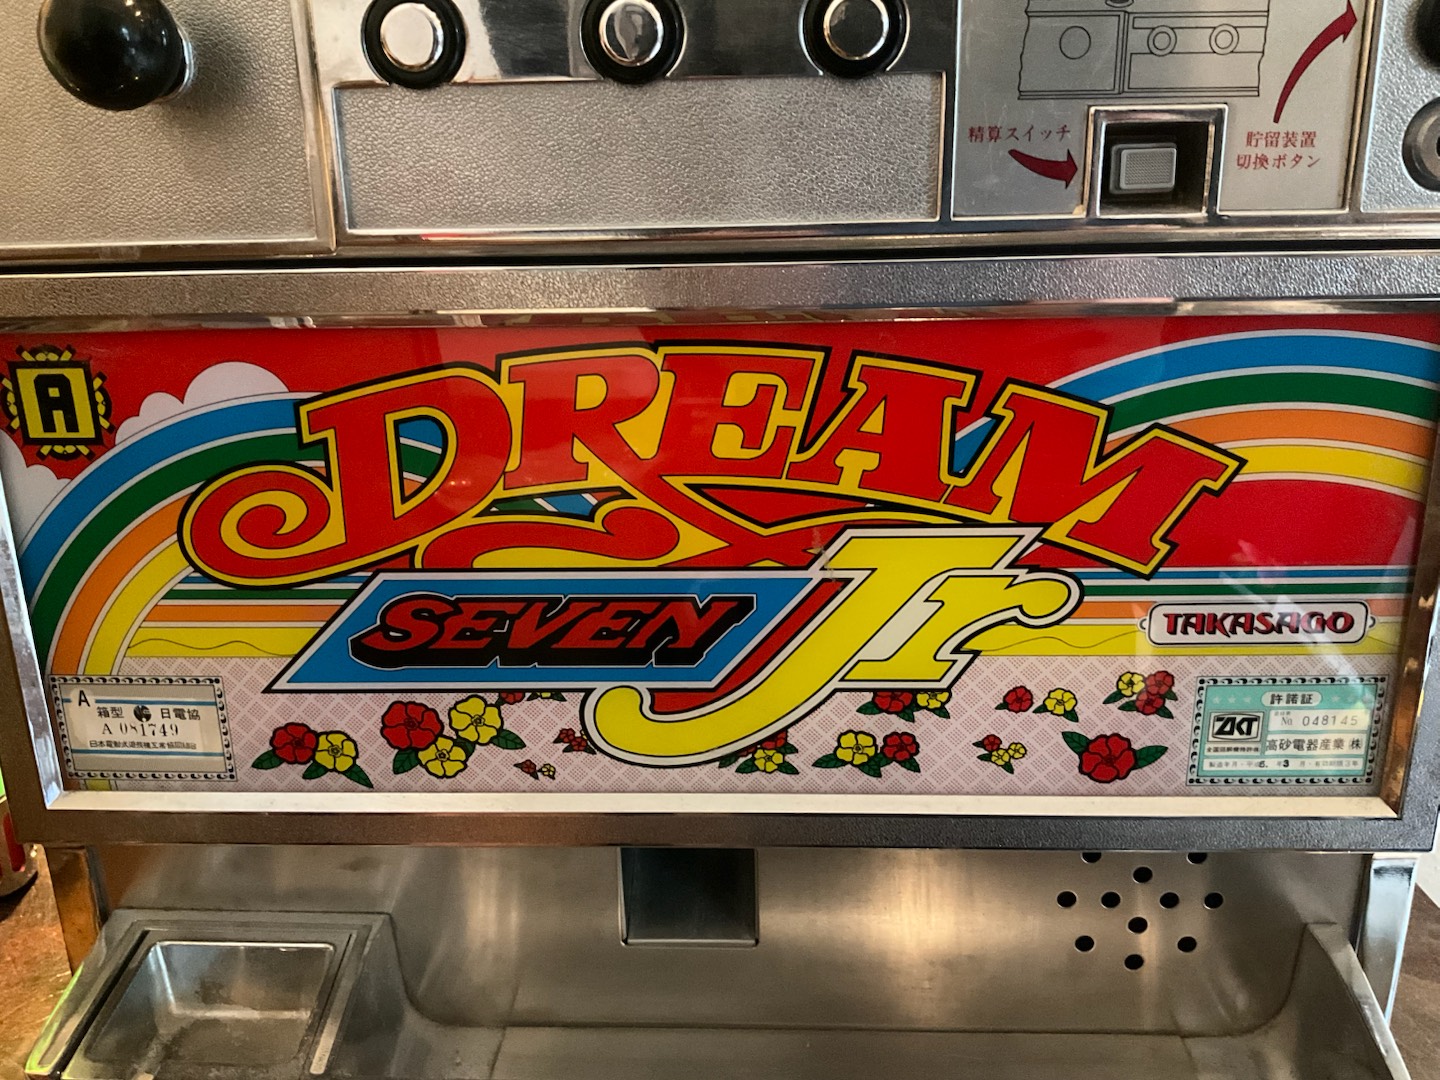 精算スイッチ
貯留装置
切換ボタン
A
DREAM
SEVEN Jr
TAKASAGO
A
箱型 日電協
A 081749
許諾証
No 048145
ZKT
高砂電器産業 株